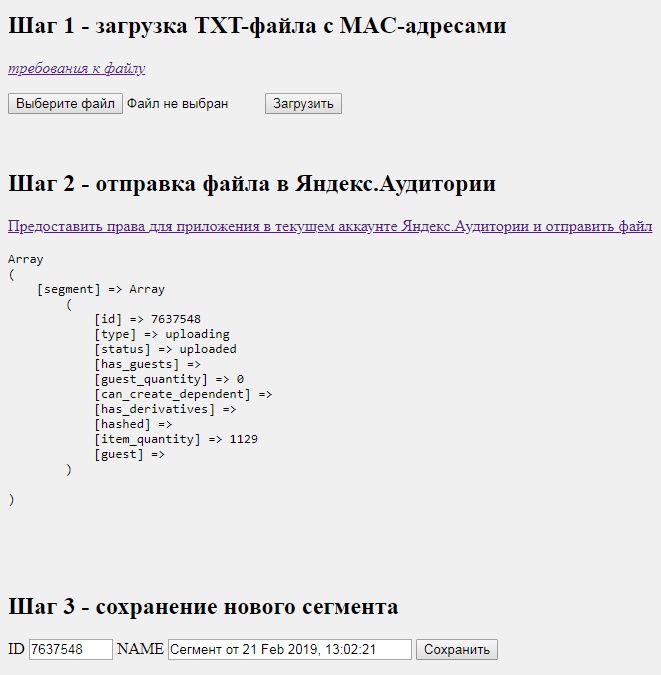 Шаг 1 - загрузка TXT-файла с MAC-адресами
требования к файлу
Выберите файл Файл не выбран Загрузить
Шаг 2 - отправка файла в Яндекс.Аудитории
Предоставить права для приложения в текущем аккаунте Яндекс.Аудитории и отправить файл
Array
(
[segment] => Array
(
[id] => 7637548
[type] => uploading
[status] => uploaded
[has_guests] =>
[guest_quantity] => 0
[can_create_dependent] =>
[has_derivatives] =>
[hashed] =>
[item_quantity] => 1129
[guest] =>
)
)
Шаг 3 - сохранение нового сегмента
ID 7637548 NAME Сегмент от 21 Feb 2019, 13:02:21 Сохранить